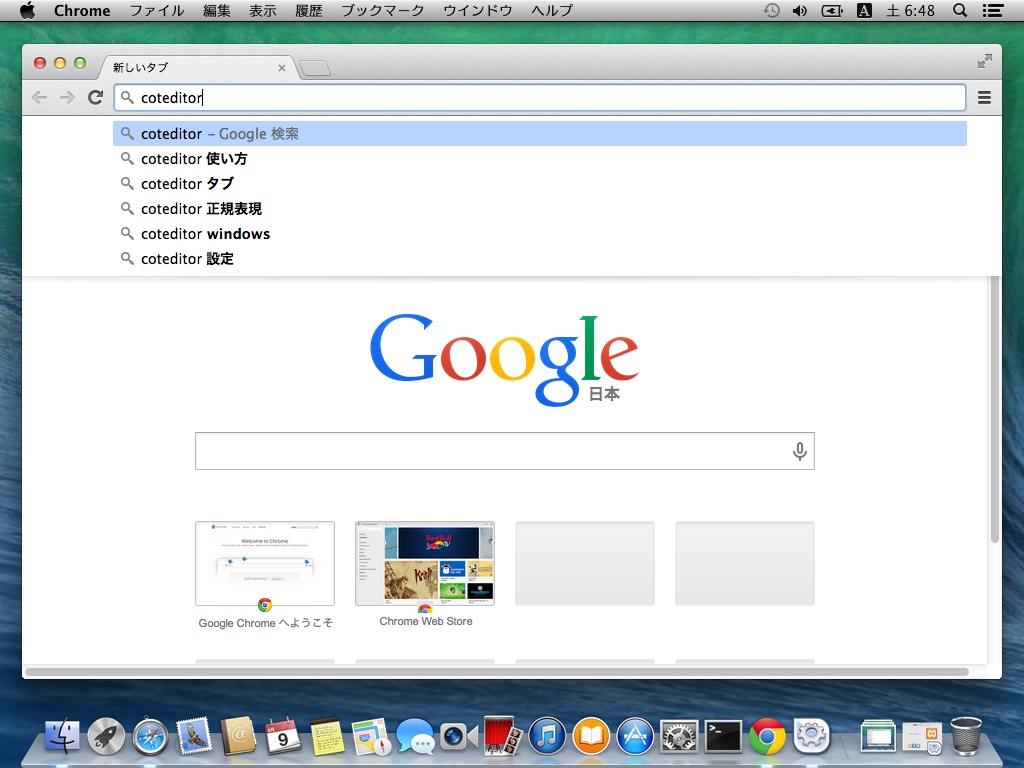 Chrome ファイル 編集 表示 履歴 ブックマーク ウインドウ ヘルプ A 土 6:48
新しいタブ
coteditor
coteditor – Google 検索
coteditor 使い方
coteditor タブ
coteditor 正規表現
coteditor windows
coteditor 設定
Google
日本
Welcome to Chrome
Red Bull
TV
Google Chrome へようこそ
Chrome Web Store
9